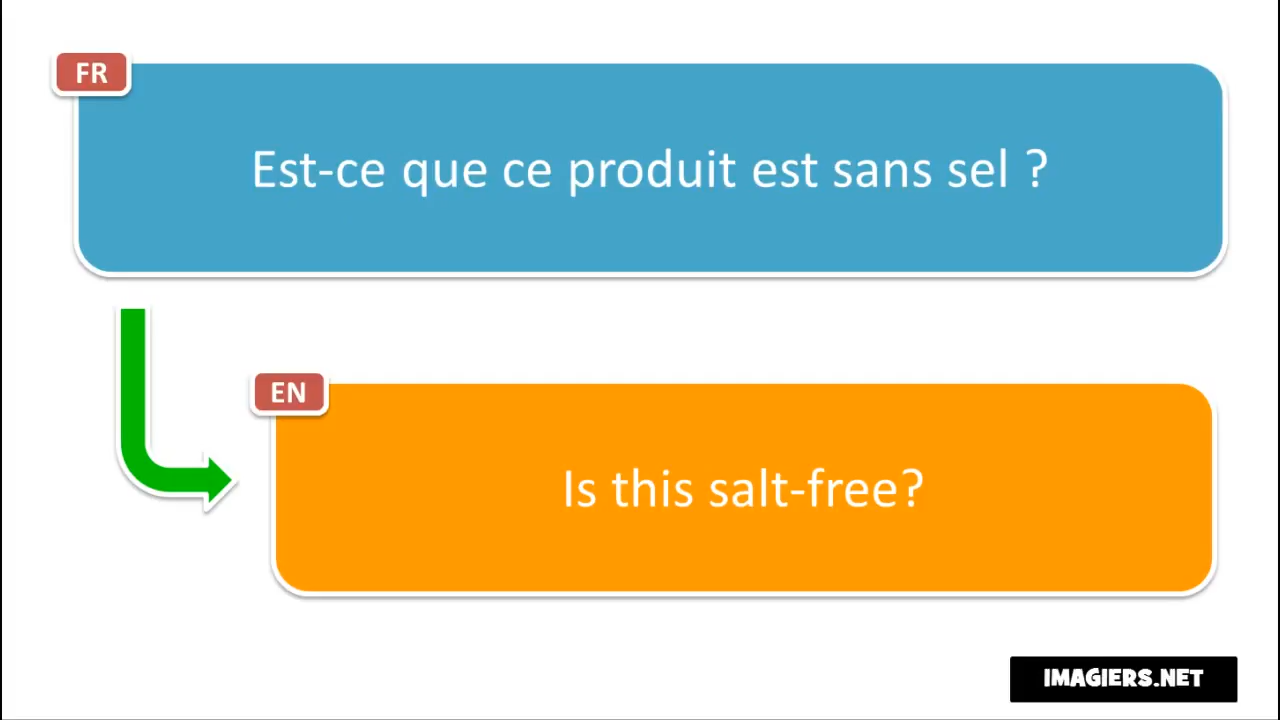 FR
Est-ce que ce produit est sans sel ?
EN
Is this salt-free?
IMAGIERS.NET